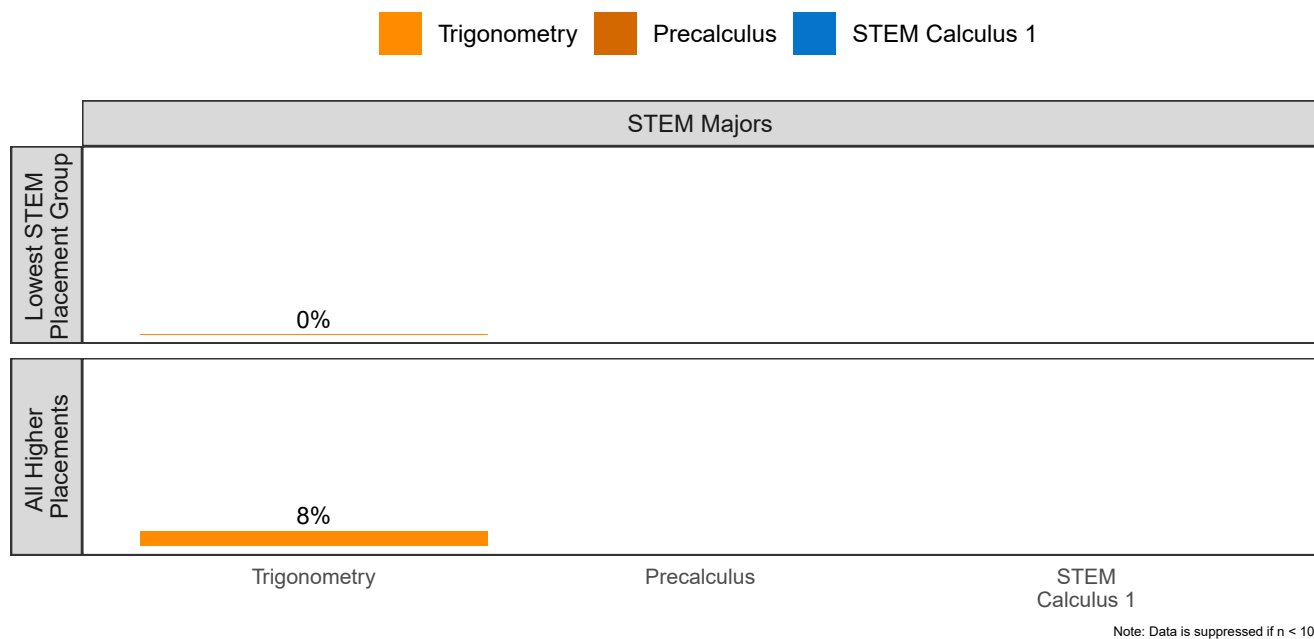 Trigonometry Precalculus STEM Calculus 1
STEM Majors
Lowest STEM
Placement Group
0%
All Higher
Placements
8%
Trigonometry Precalculus STEM
Calculus 1
Note: Data is suppressed if n < 10